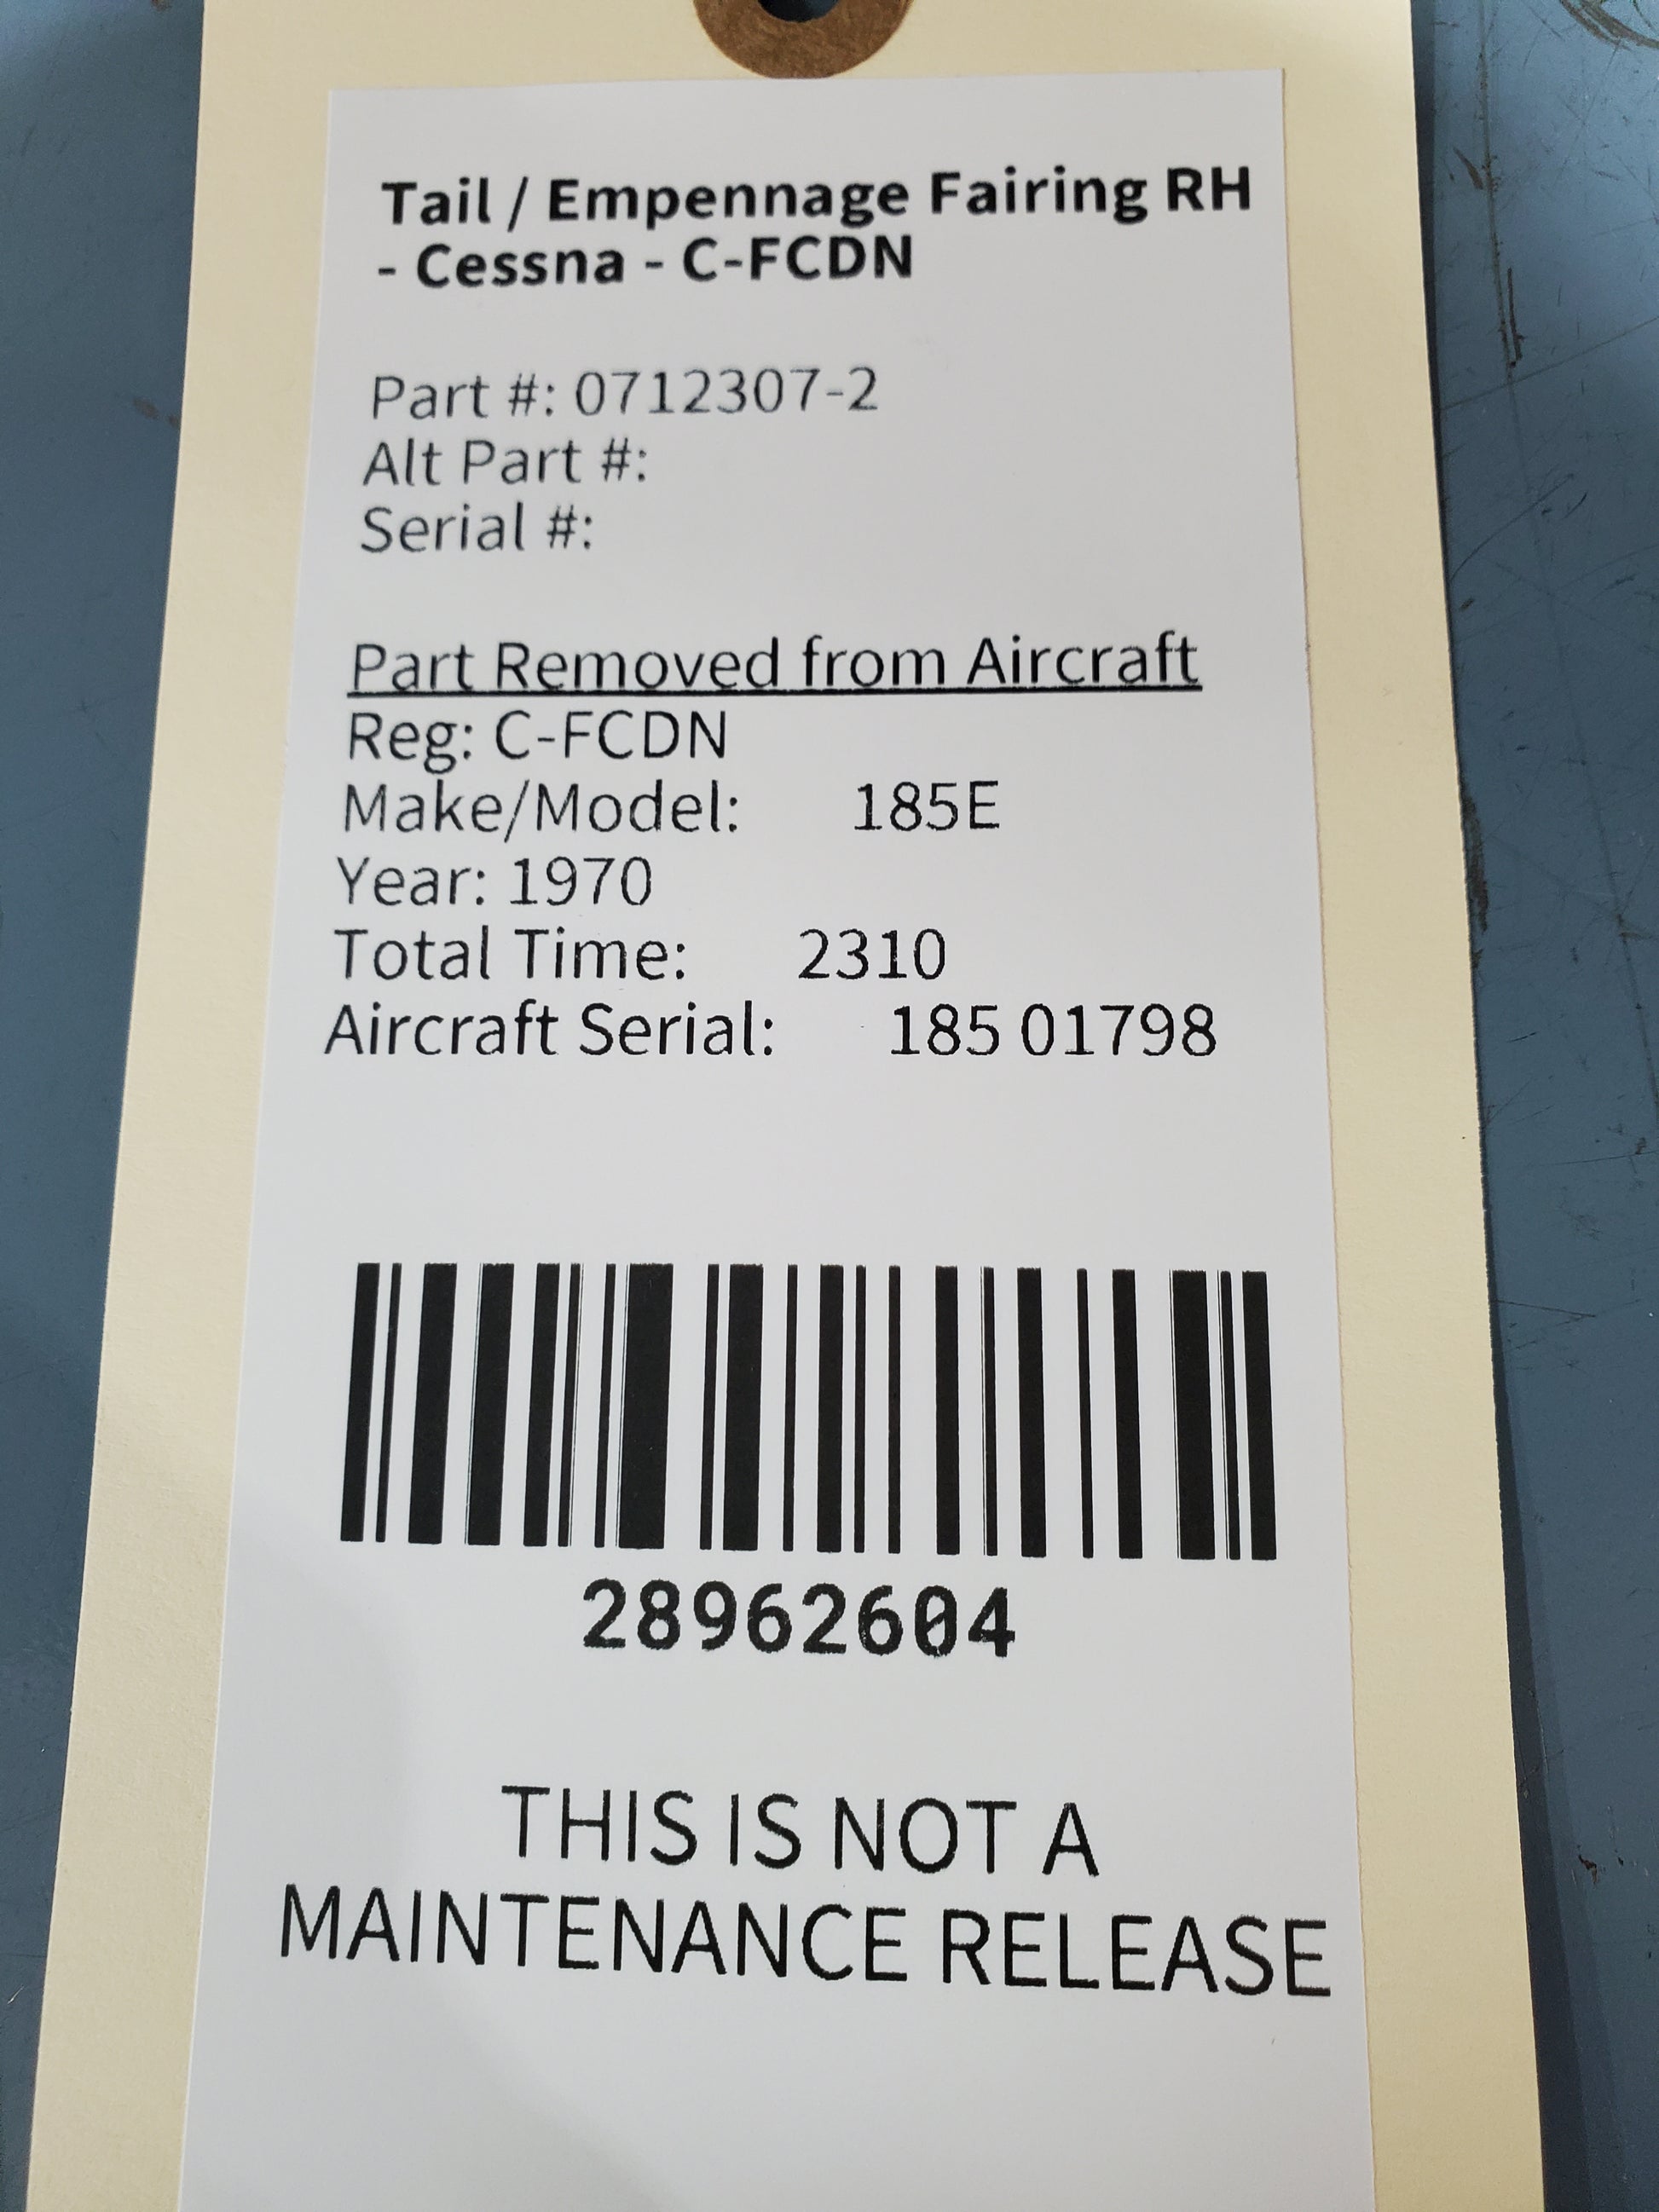 Tail / Empennage Fairing RH
- Cessna - C-FCDN
Part #: 0712307-2
Alt Part #:
Serial #:
Part Removed from Aircraft
Reg: C-FCDN
Make/Model: 185E
Year: 1970
Total Time: 2310
Aircraft Serial: 185 01798
28962604
THIS IS NOT A
MAINTENANCE RELEASE